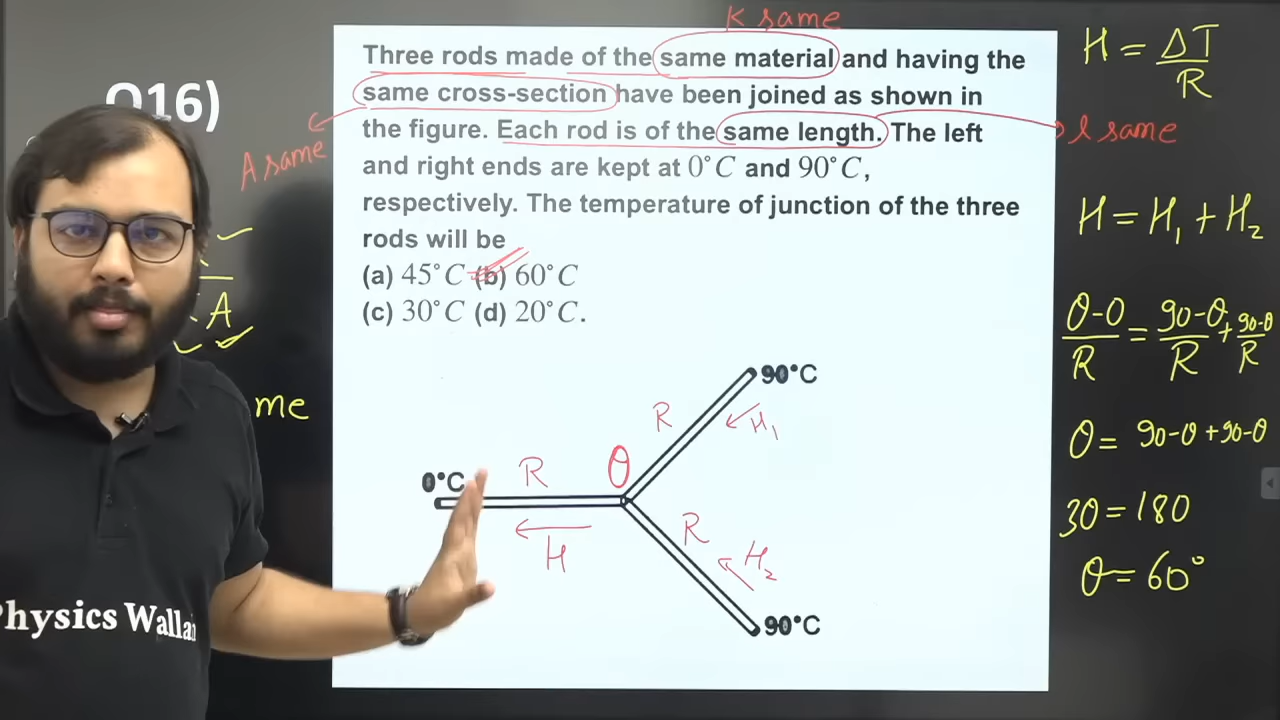 Q16)
K same
Three rods made of the same material and having the
same cross-section have been joined as shown in
the figure. Each rod is of the same length. The left
and right ends are kept at 0°C and 90°C,
respectively. The temperature of junction of the three
rods will be
(a) 45°C (b) 60°C
(c) 30°C (d) 20°C.
A same
l same
A
me
90°C
R
H₁
θ
0°C
R
H
R
H₂
90°C
H = ΔT/R
H = H₁ + H₂
θ-0/R = 90-θ/R + 90-θ/R
θ = 90-θ + 90-θ
3θ = 180
θ = 60°
Physics Walla